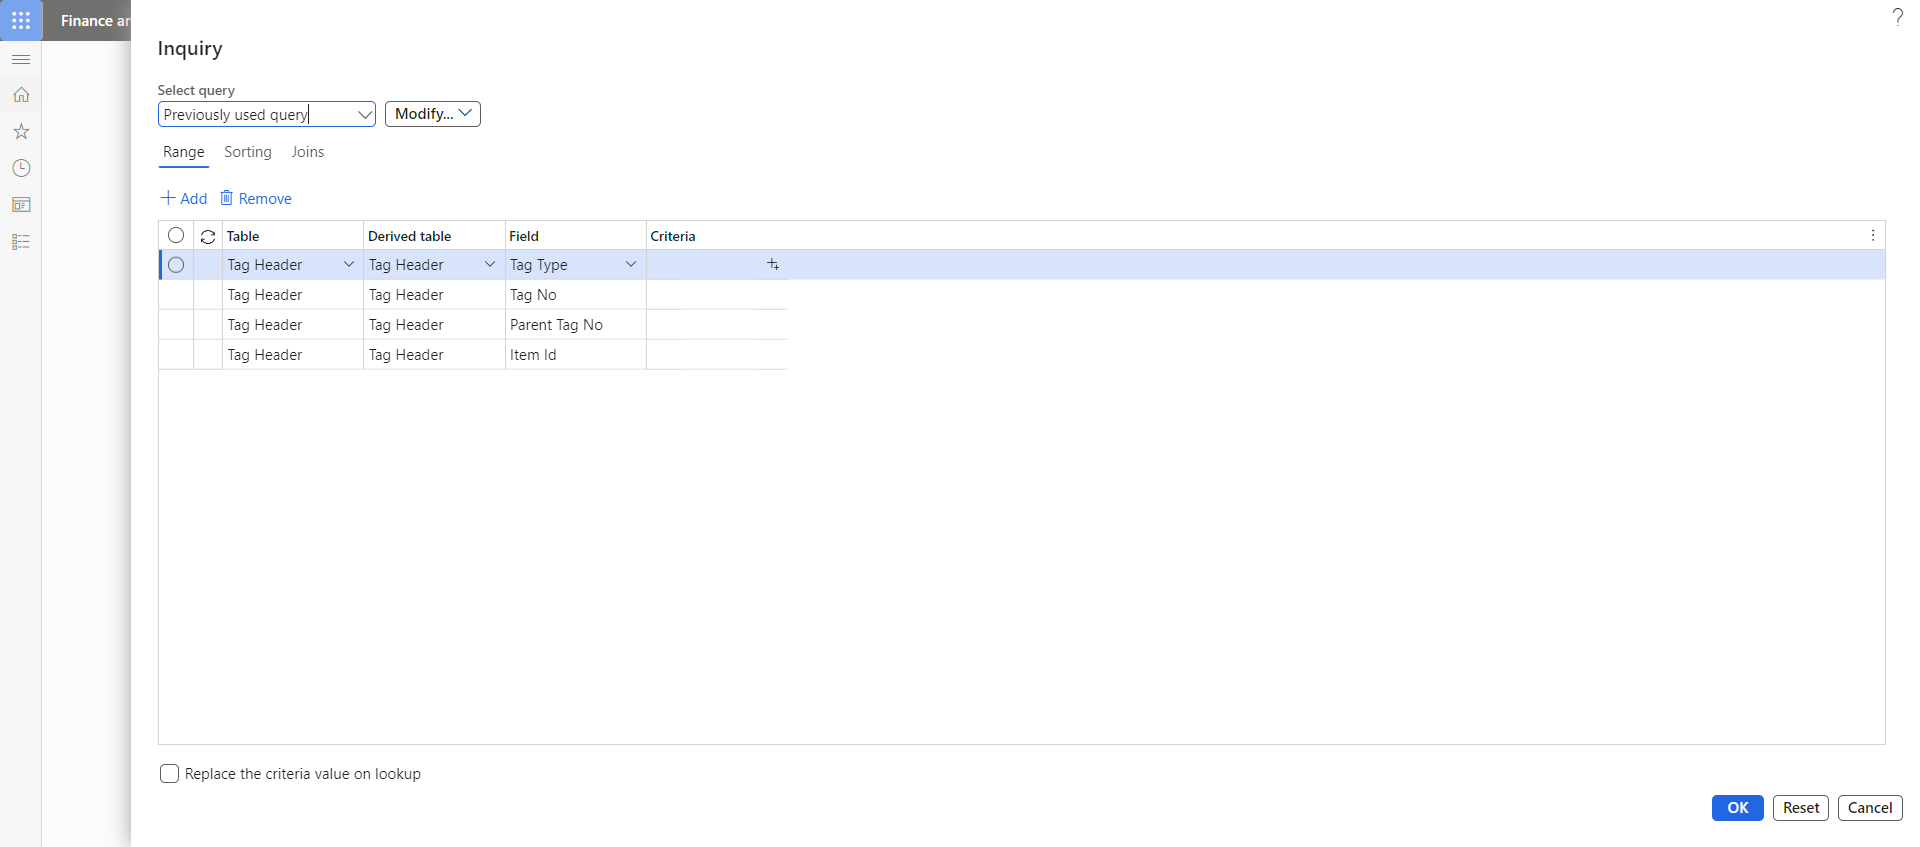 Finance an
?
Inquiry
Select query
Previously used query Modify...
Range Sorting Joins
Add Remove
Table Derived table Field Criteria
Tag Header Tag Header Tag Type
Tag Header Tag Header Tag No
Tag Header Tag Header Parent Tag No
Tag Header Tag Header Item Id
Replace the criteria value on lookup
OK Reset Cancel